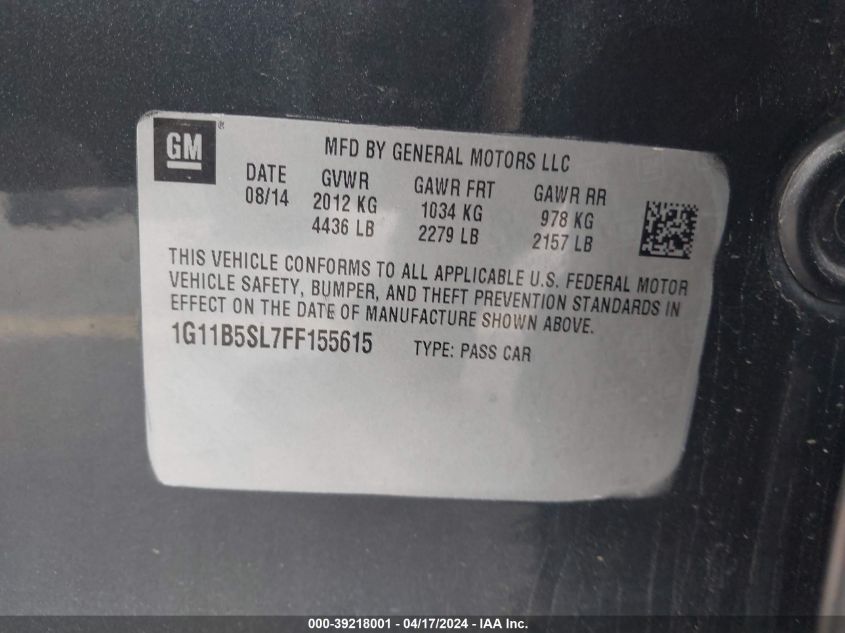 GM®
MFD BY GENERAL MOTORS LLC
DATE GVWR GAWR FRT GAWR RR
08/14 2012 KG 1034 KG 978 KG
4436 LB 2279 LB 2157 LB
THIS VEHICLE CONFORMS TO ALL APPLICABLE U.S. FEDERAL MOTOR
VEHICLE SAFETY, BUMPER, AND THEFT PREVENTION STANDARDS IN
EFFECT ON THE DATE OF MANUFACTURE SHOWN ABOVE.
1G11B5SL7FF155615 TYPE: PASS CAR
000-39218001 - 04/17/2024 - IAA Inc.